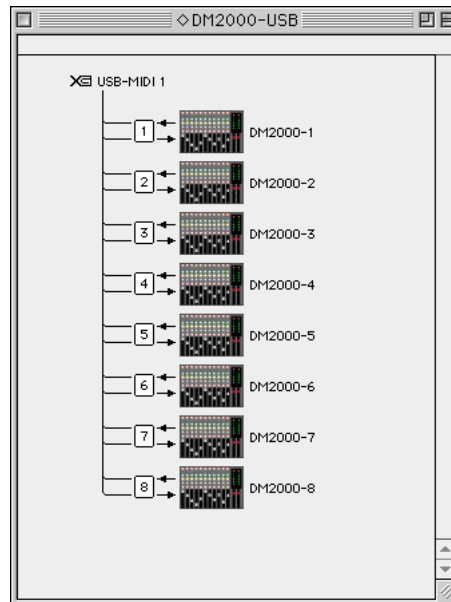 ◇DM2000-USB
USB-MIDI 1
1 DM2000-1
2 DM2000-2
3 DM2000-3
4 DM2000-4
5 DM2000-5
6 DM2000-6
7 DM2000-7
8 DM2000-8